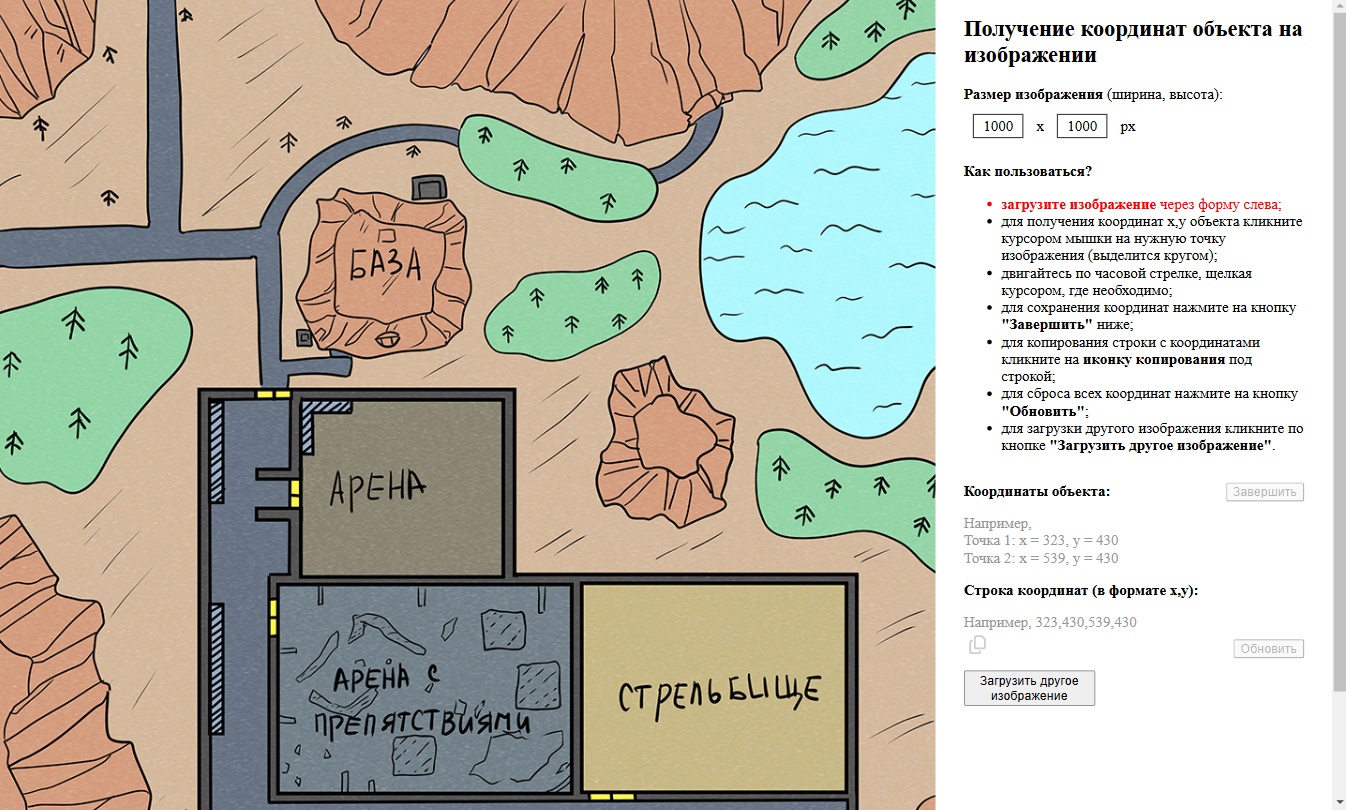 БАЗА
АРЕНА
АРЕНА С
ПРЕПЯТСТВИЯМИ
СТРЕЛЬБИЩЕ
Получение координат объекта на
изображении
Размер изображения (ширина, высота):
1000 x 1000 px
Как пользоваться?
загрузите изображение через форму слева;
для получения координат x,y объекта кликните
курсором мышки на нужную точку
изображения (выделится кругом);
двигайтесь по часовой стрелке, щелкая
курсором, где необходимо;
для сохранения координат нажмите на кнопку
"Завершить" ниже;
для копирования строки с координатами
кликните на иконку копирования под
строкой;
для сброса всех координат нажмите на кнопку
"Обновить";
для загрузки другого изображения кликните по
кнопке "Загрузить другое изображение".
Координаты объекта: Завершить
Например,
Точка 1: x = 323, y = 430
Точка 2: x = 539, y = 430
Строка координат (в формате x,y):
Например, 323,430,539,430
Обновить
Загрузить другое
изображение